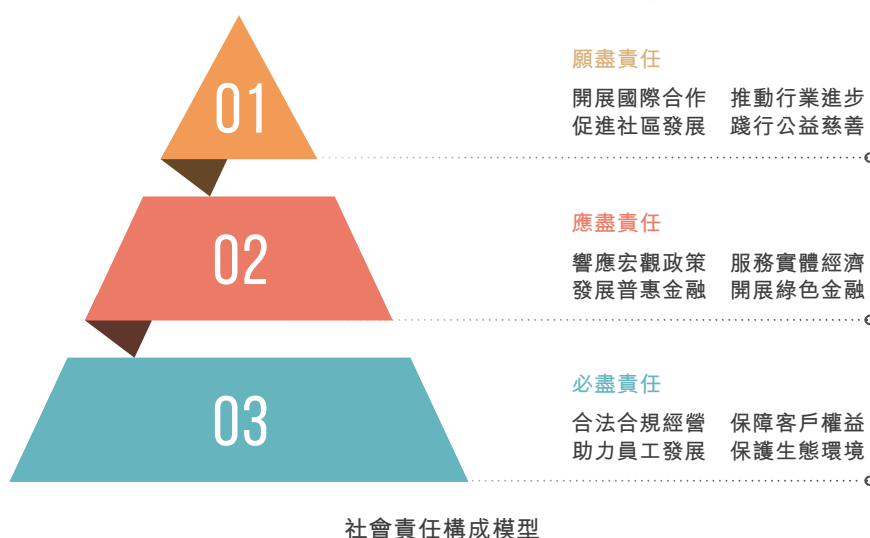 01
願盡責任
開展國際合作 推動行業進步
促進社區發展 踐行公益慈善
02
應盡責任
響應宏觀政策 服務實體經濟
發展普惠金融 開展綠色金融
03
必盡責任
合法合規經營 保障客戶權益
助力員工發展 保護生態環境
社會責任構成模型